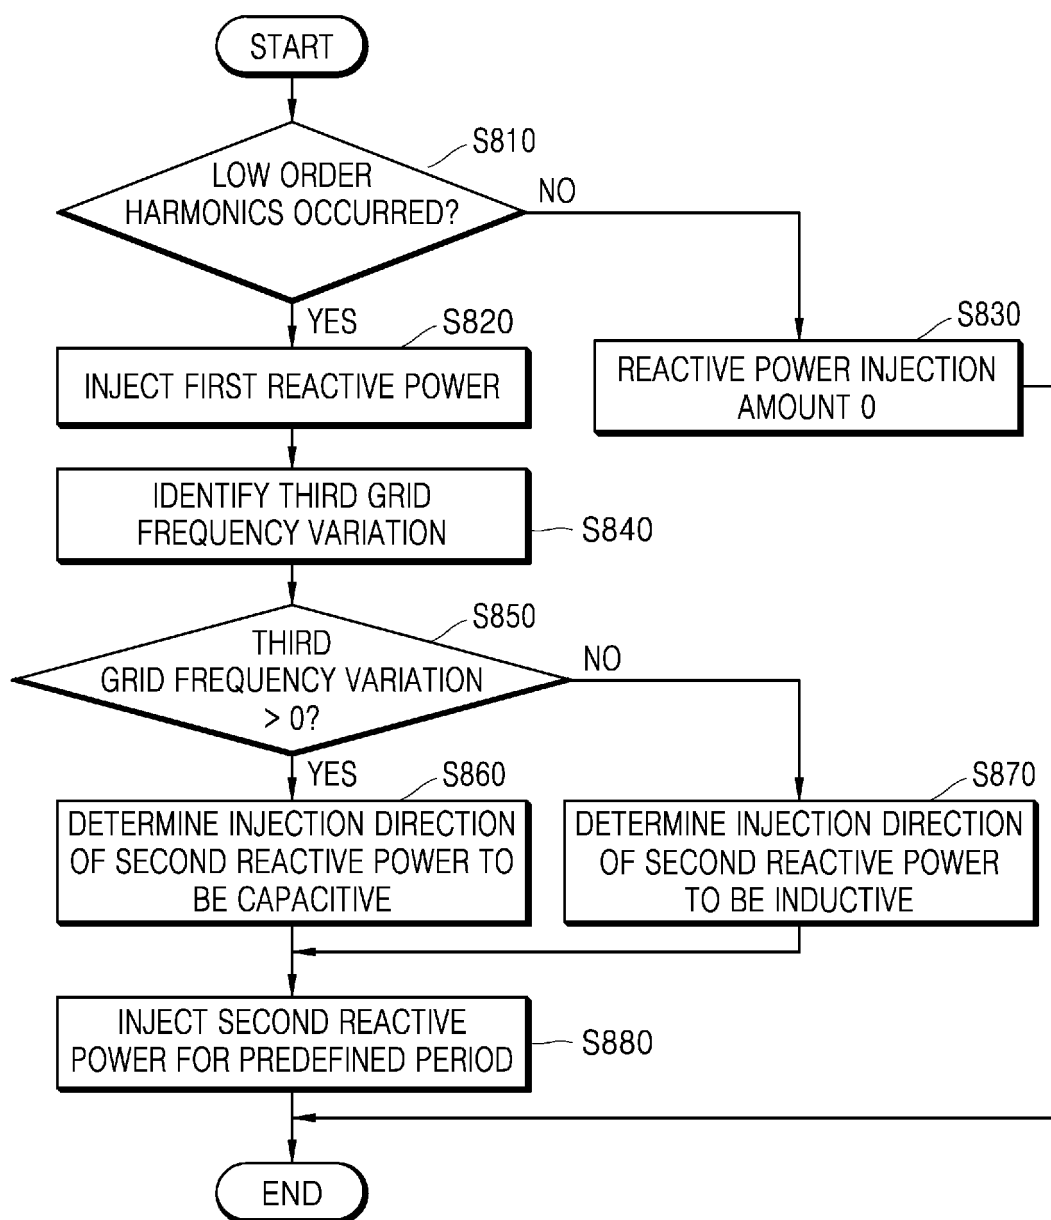 START
S810
LOW ORDER
HARMONICS OCCURRED?
NO
YES
S820
INJECT FIRST REACTIVE POWER
S830
REACTIVE POWER INJECTION
AMOUNT 0
IDENTIFY THIRD GRID
FREQUENCY VARIATION
S840
S850
THIRD
GRID FREQUENCY VARIATION
> 0?
NO
YES
S860
DETERMINE INJECTION DIRECTION
OF SECOND REACTIVE POWER TO
BE CAPACITIVE
S870
DETERMINE INJECTION DIRECTION
OF SECOND REACTIVE POWER
TO BE INDUCTIVE
INJECT SECOND REACTIVE
POWER FOR PREDEFINED PERIOD
S880
END